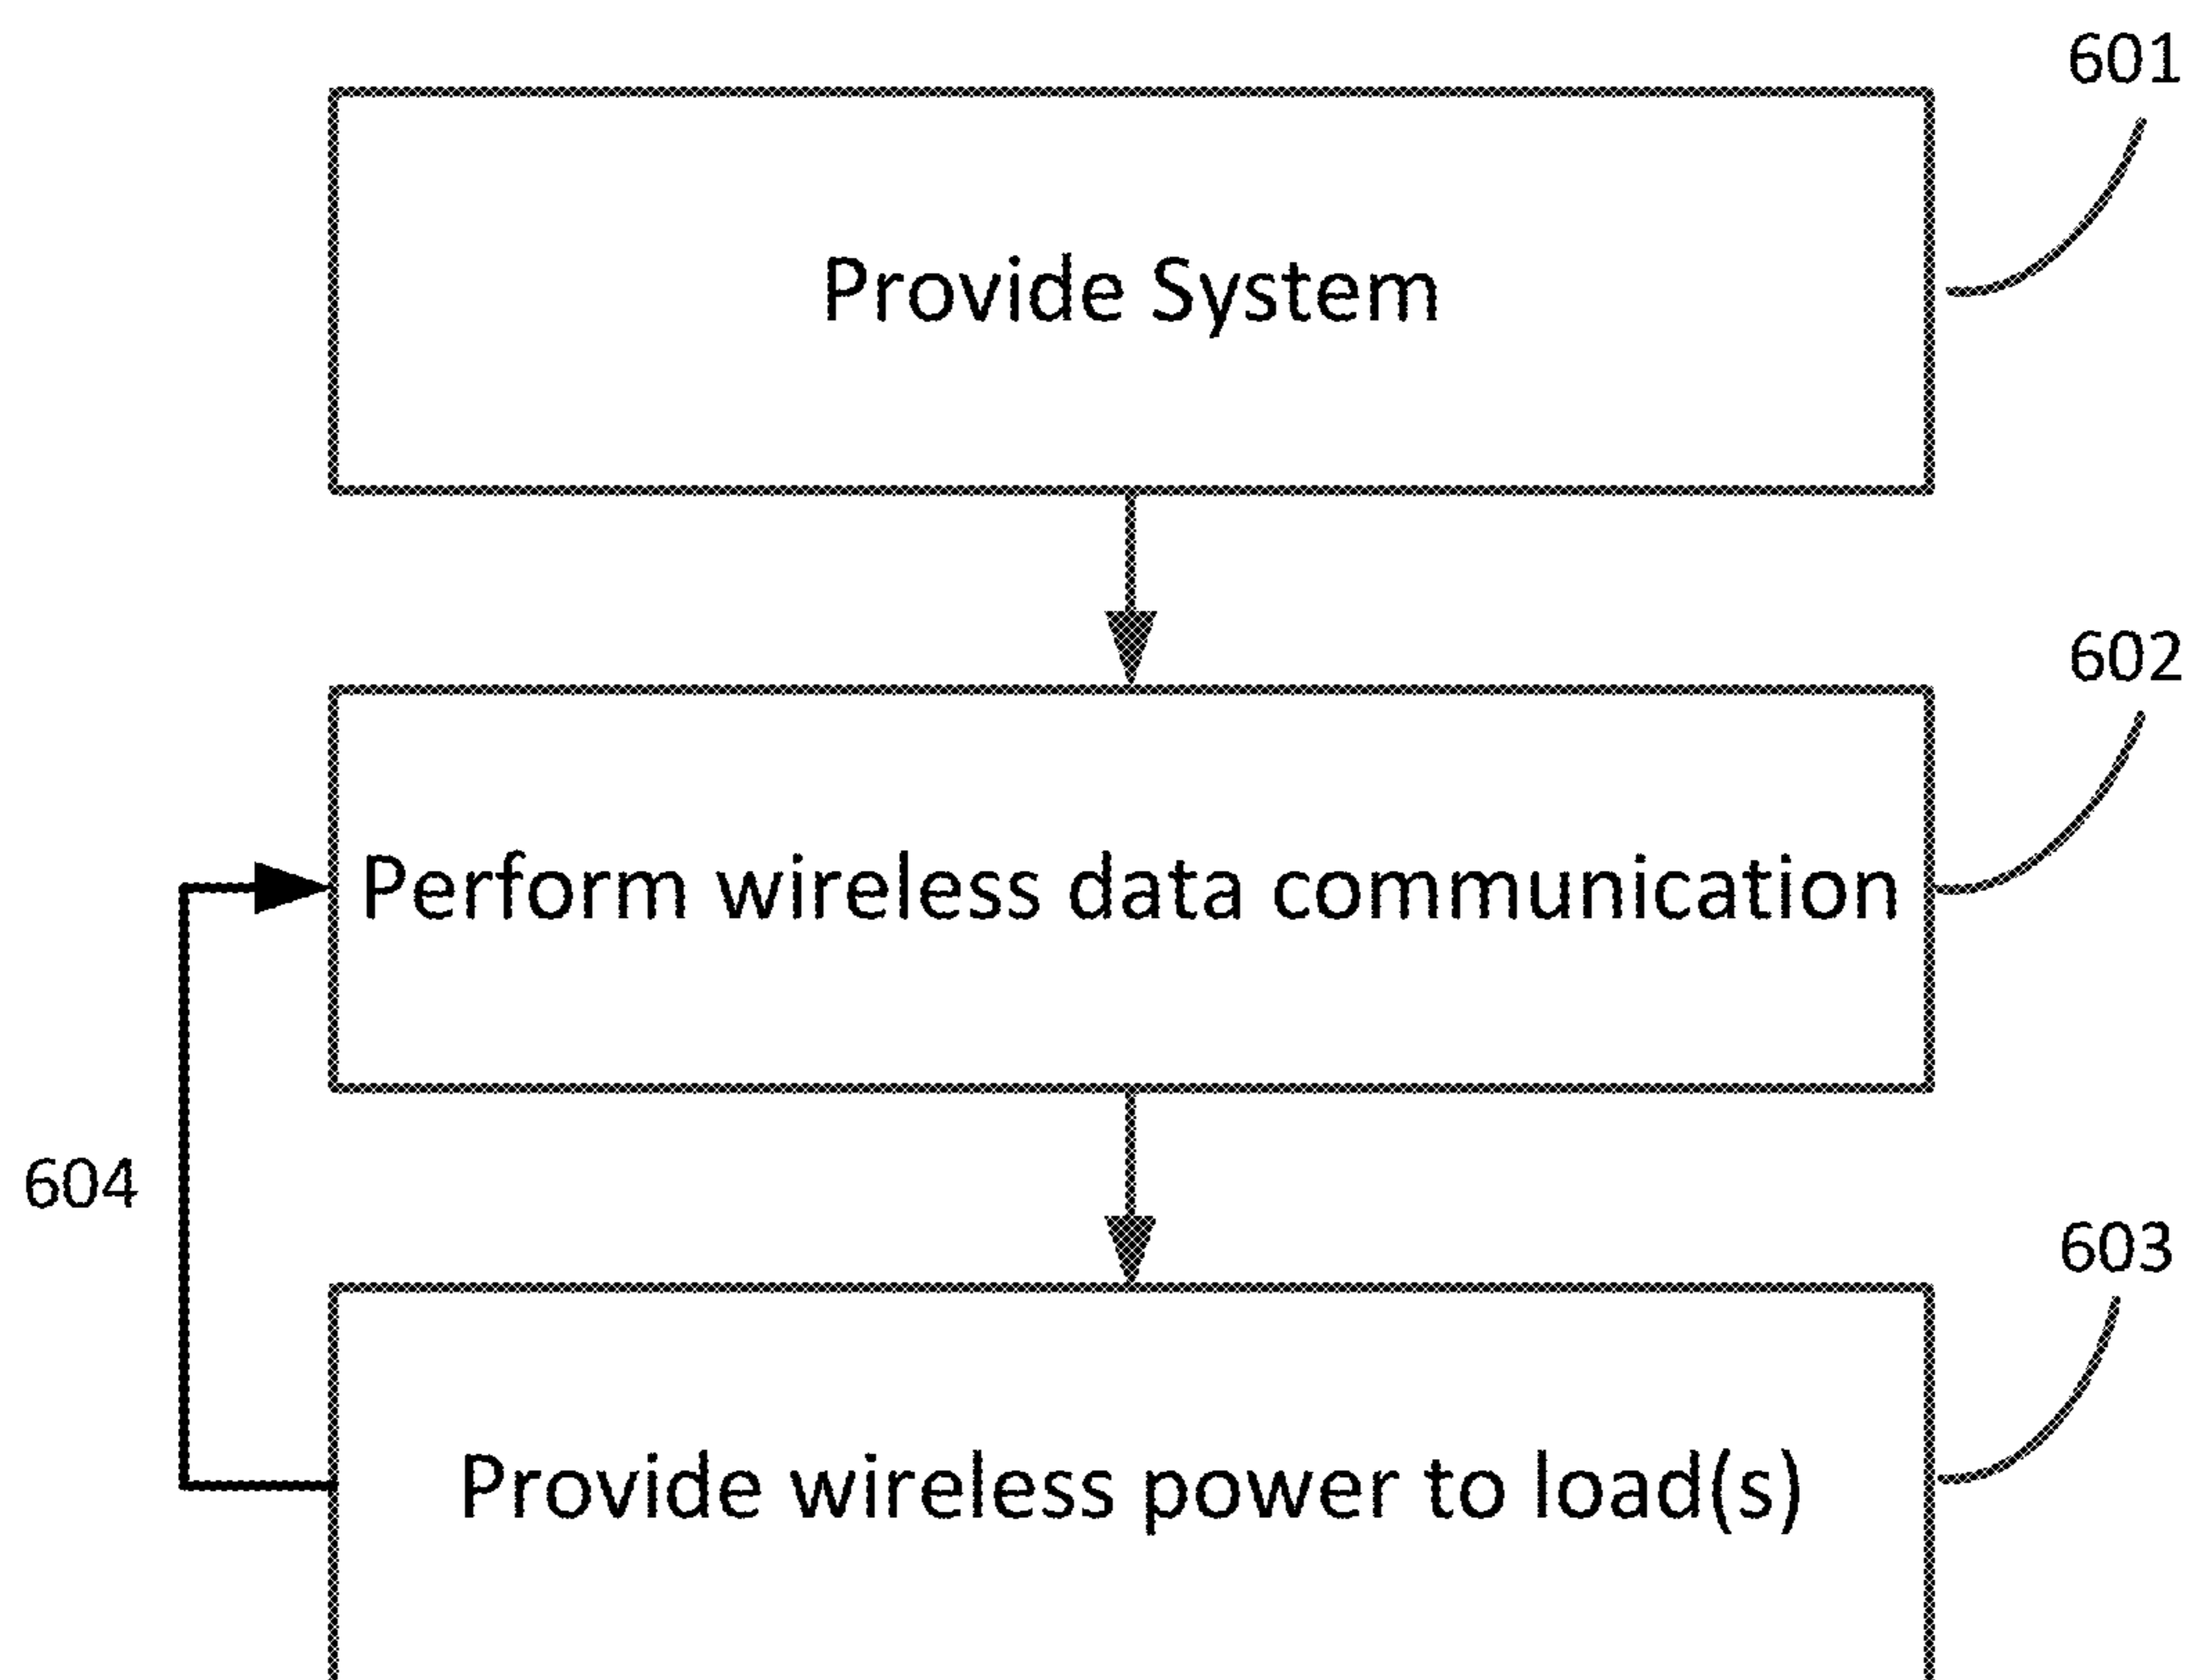 601
Provide System
602
Perform wireless data communication
604
603
Provide wireless power to load(s)